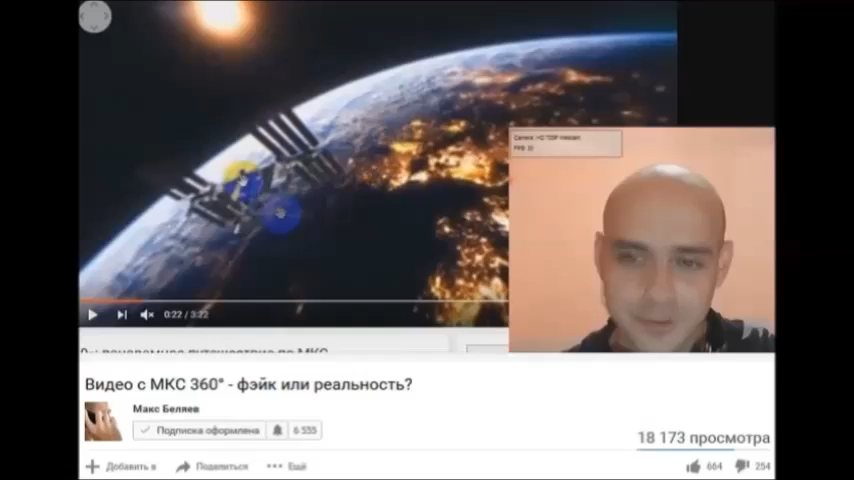 0:22 / 3:22
Видео с МКС 360° - фэйк или реальность?
Макс Беляев
Подписка оформлена
6 535
18 173 просмотра
Добавить в
Поделиться
Ещё
664
254